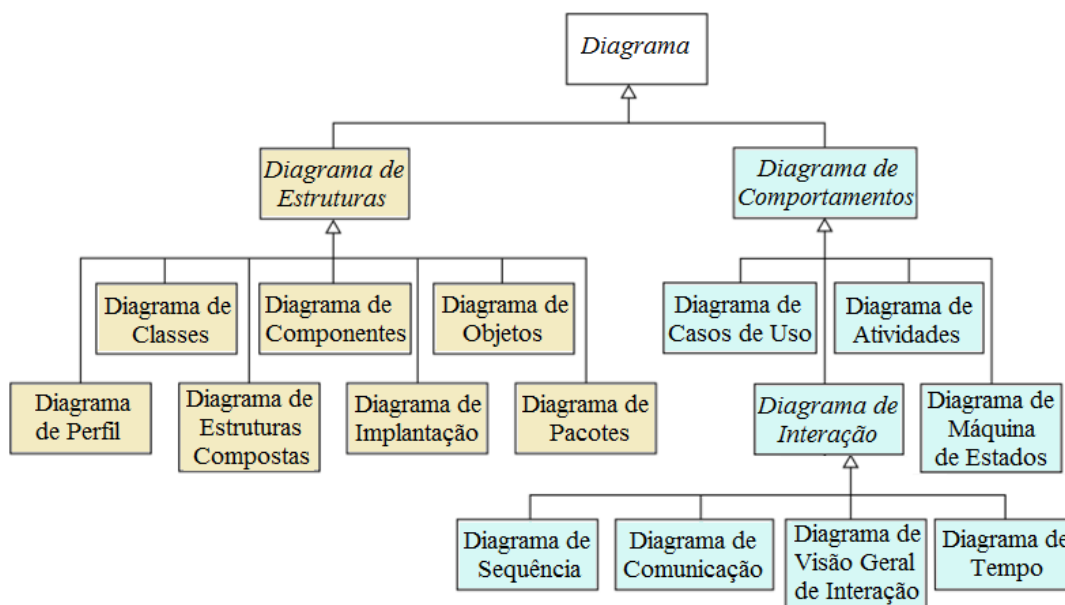 Diagrama
Diagrama de
Estruturas
Diagrama de
Comportamentos
Diagrama de
Classes
Diagrama de
Componentes
Diagrama de
Objetos
Diagrama de
Casos de Uso
Diagrama de
Atividades
Diagrama
de Perfil
Diagrama de
Estruturas
Compostas
Diagrama de
Implantação
Diagrama de
Pacotes
Diagrama de
Interação
Diagrama de
Máquina
de Estados
Diagrama de
Sequência
Diagrama de
Comunicação
Diagrama de
Visão Geral
de Interação
Diagrama de
Tempo